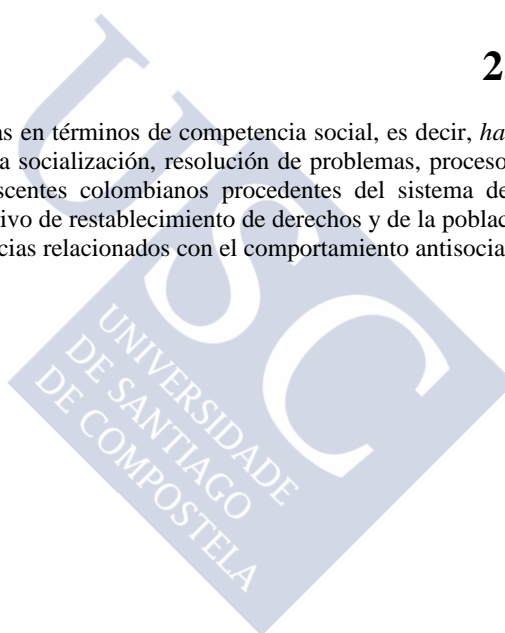 2.
as en términos de competencia social, es decir, ha
a socialización, resolución de problemas, proceso
scentes colombianos procedentes del sistema de
ivo de restablecimiento de derechos y de la poblac
cias relacionados con el comportamiento antisocia
USC
UNIVERSIDADE
DE SANTIAGO
DE COMPOSTELA